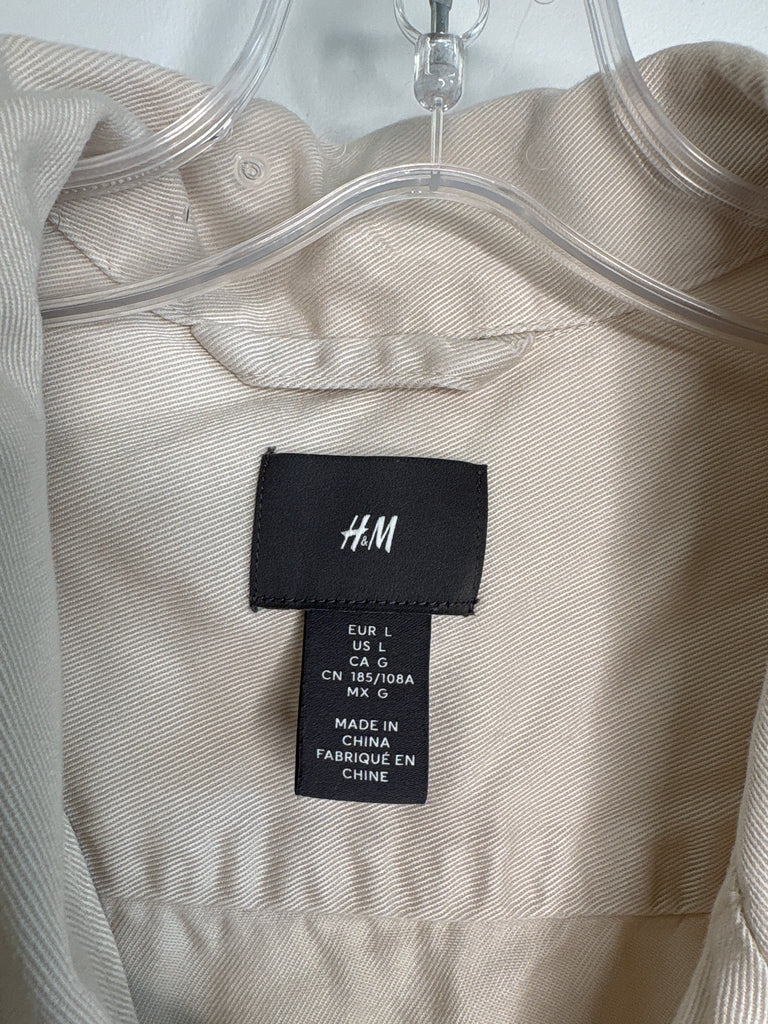 H&M
EUR L
US L
CA G
CN 185/108A
MX G
MADE IN
CHINA
FABRIQUÉ EN
CHINE